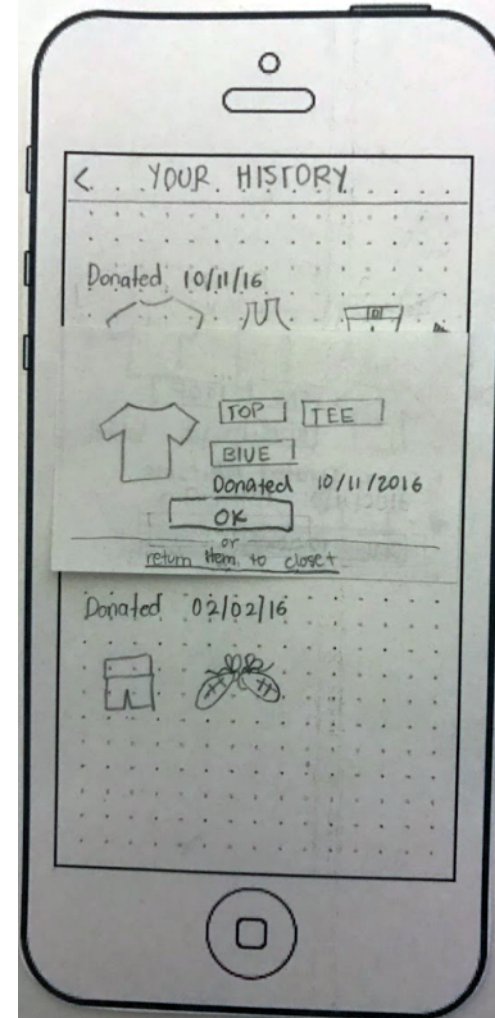 < YOUR HISTORY
Donated 10/11/16
TOP TEE
BLUE
Donated 10/11/2016
OK
or
return item to closet
Donated 02/02/16